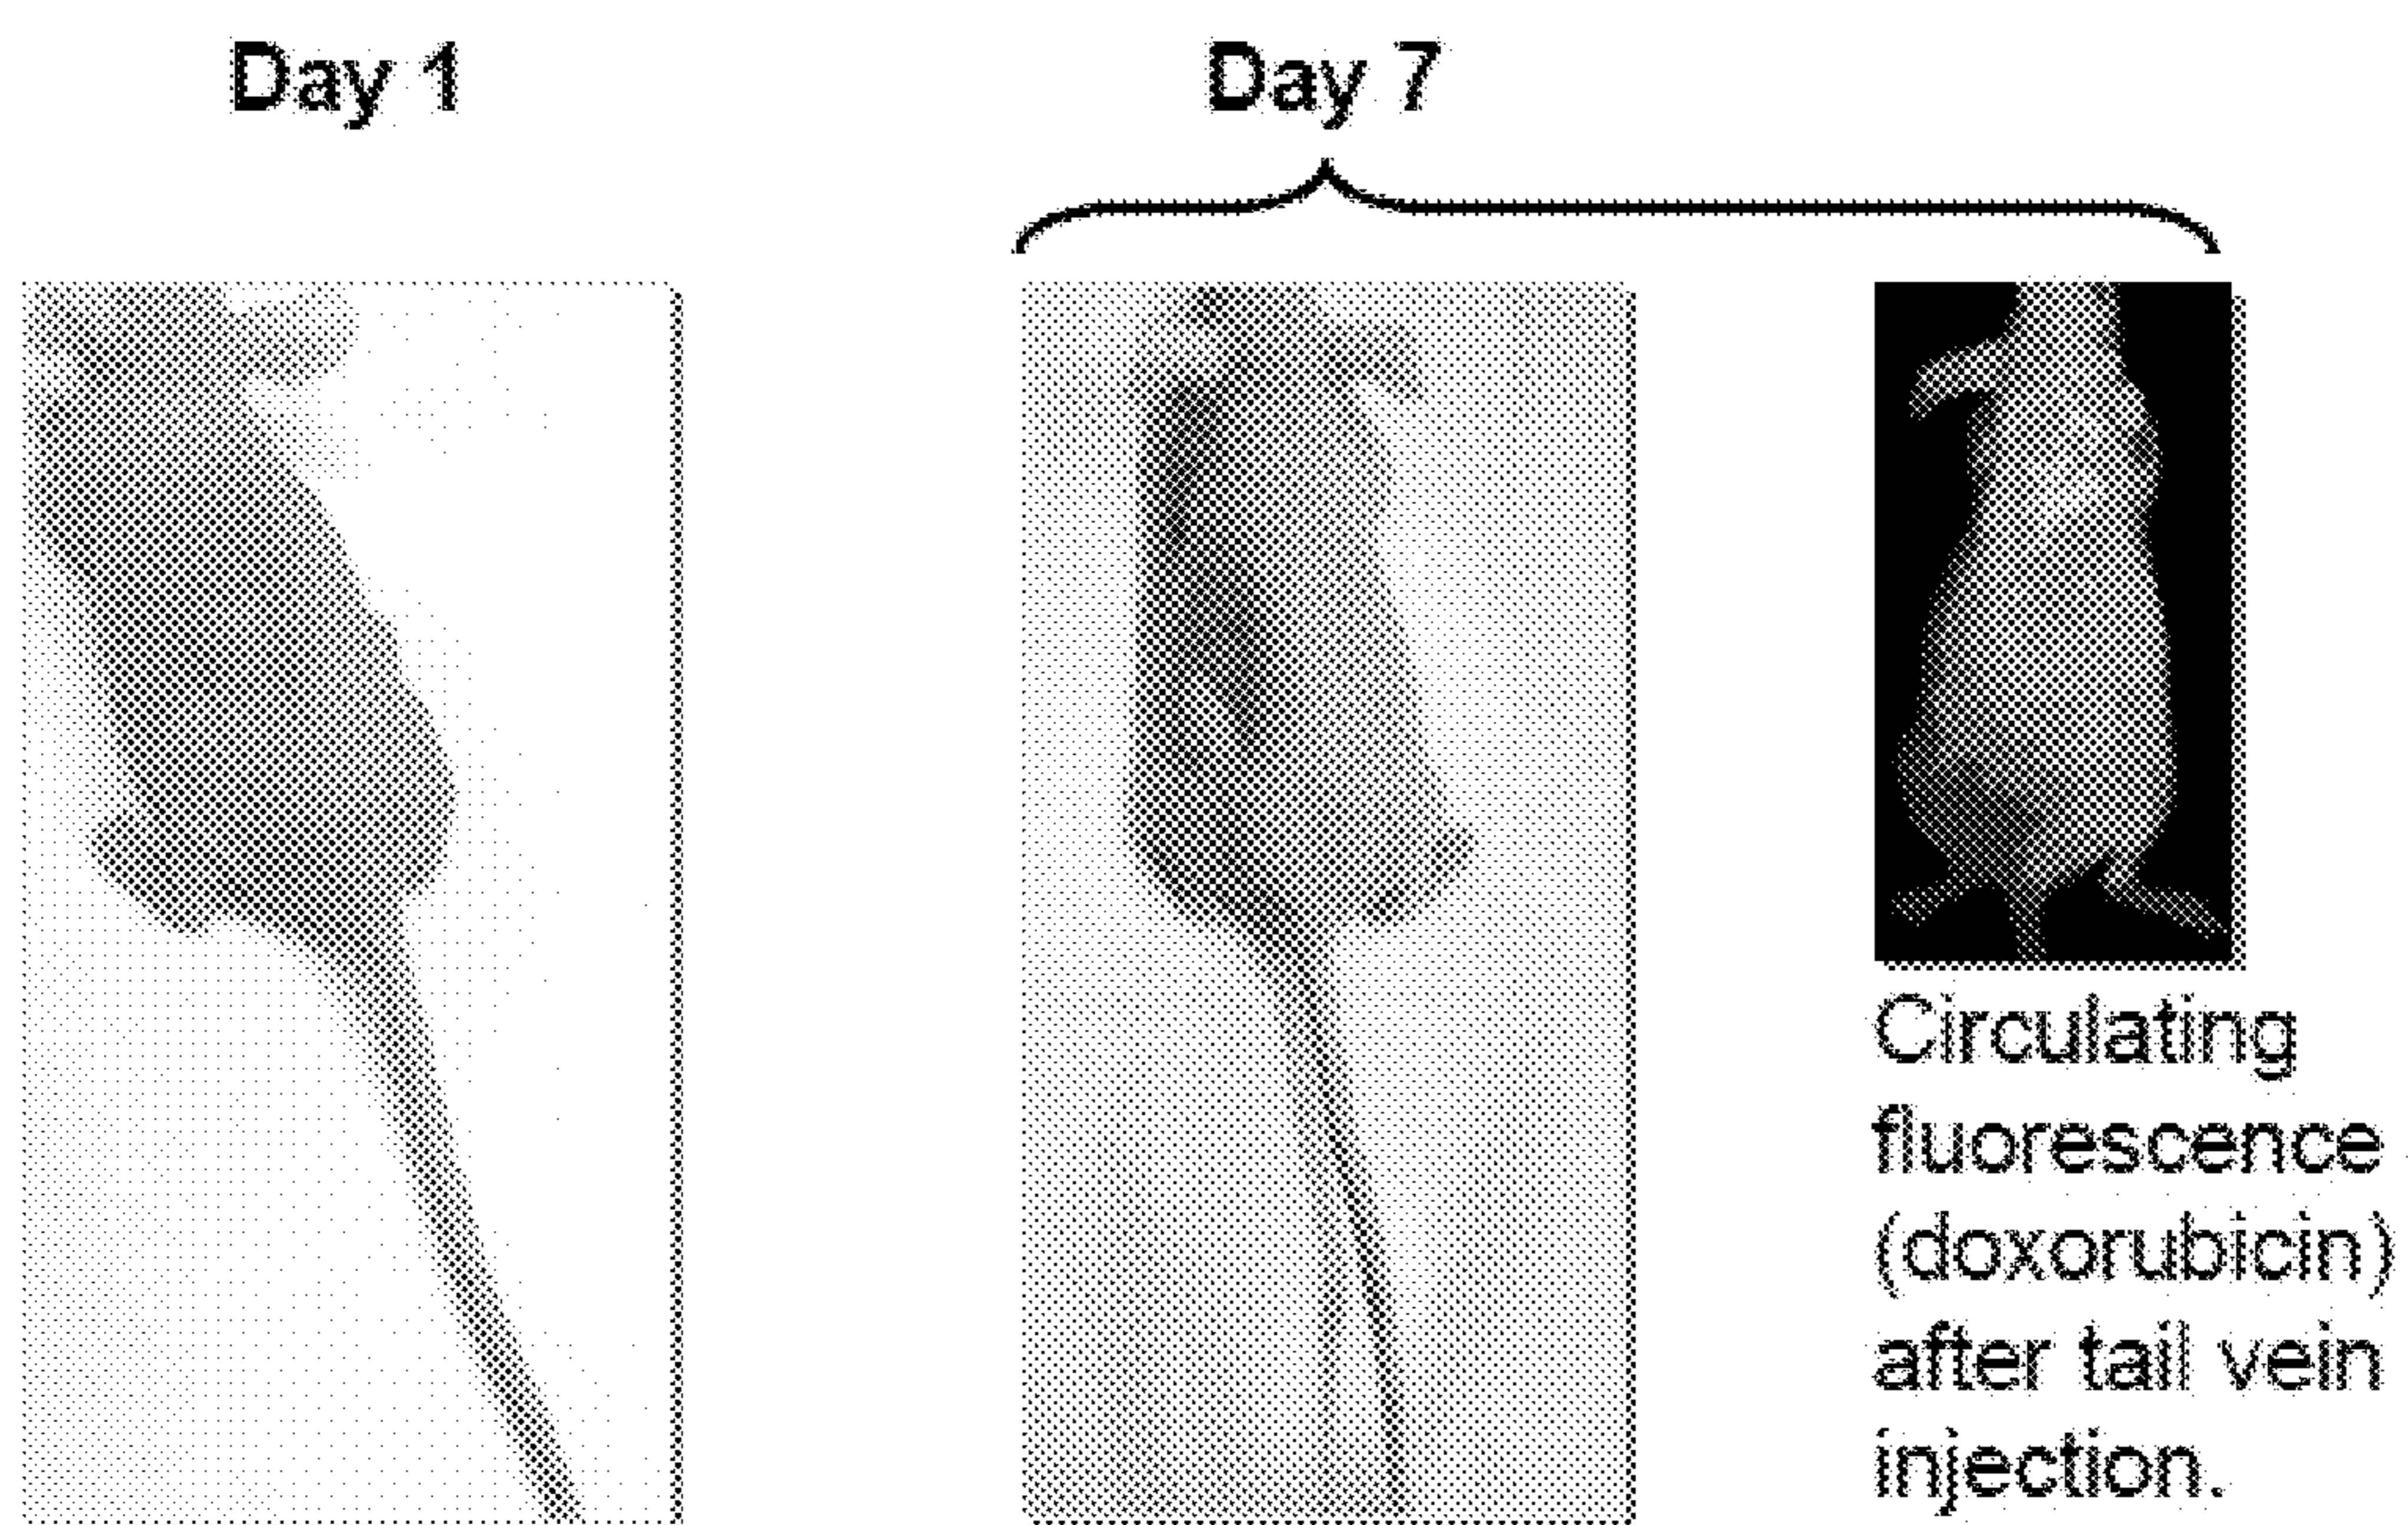 Day 1
Day 7
Circulating
fluorescence
(doxorubicin)
after tail vein
injection.